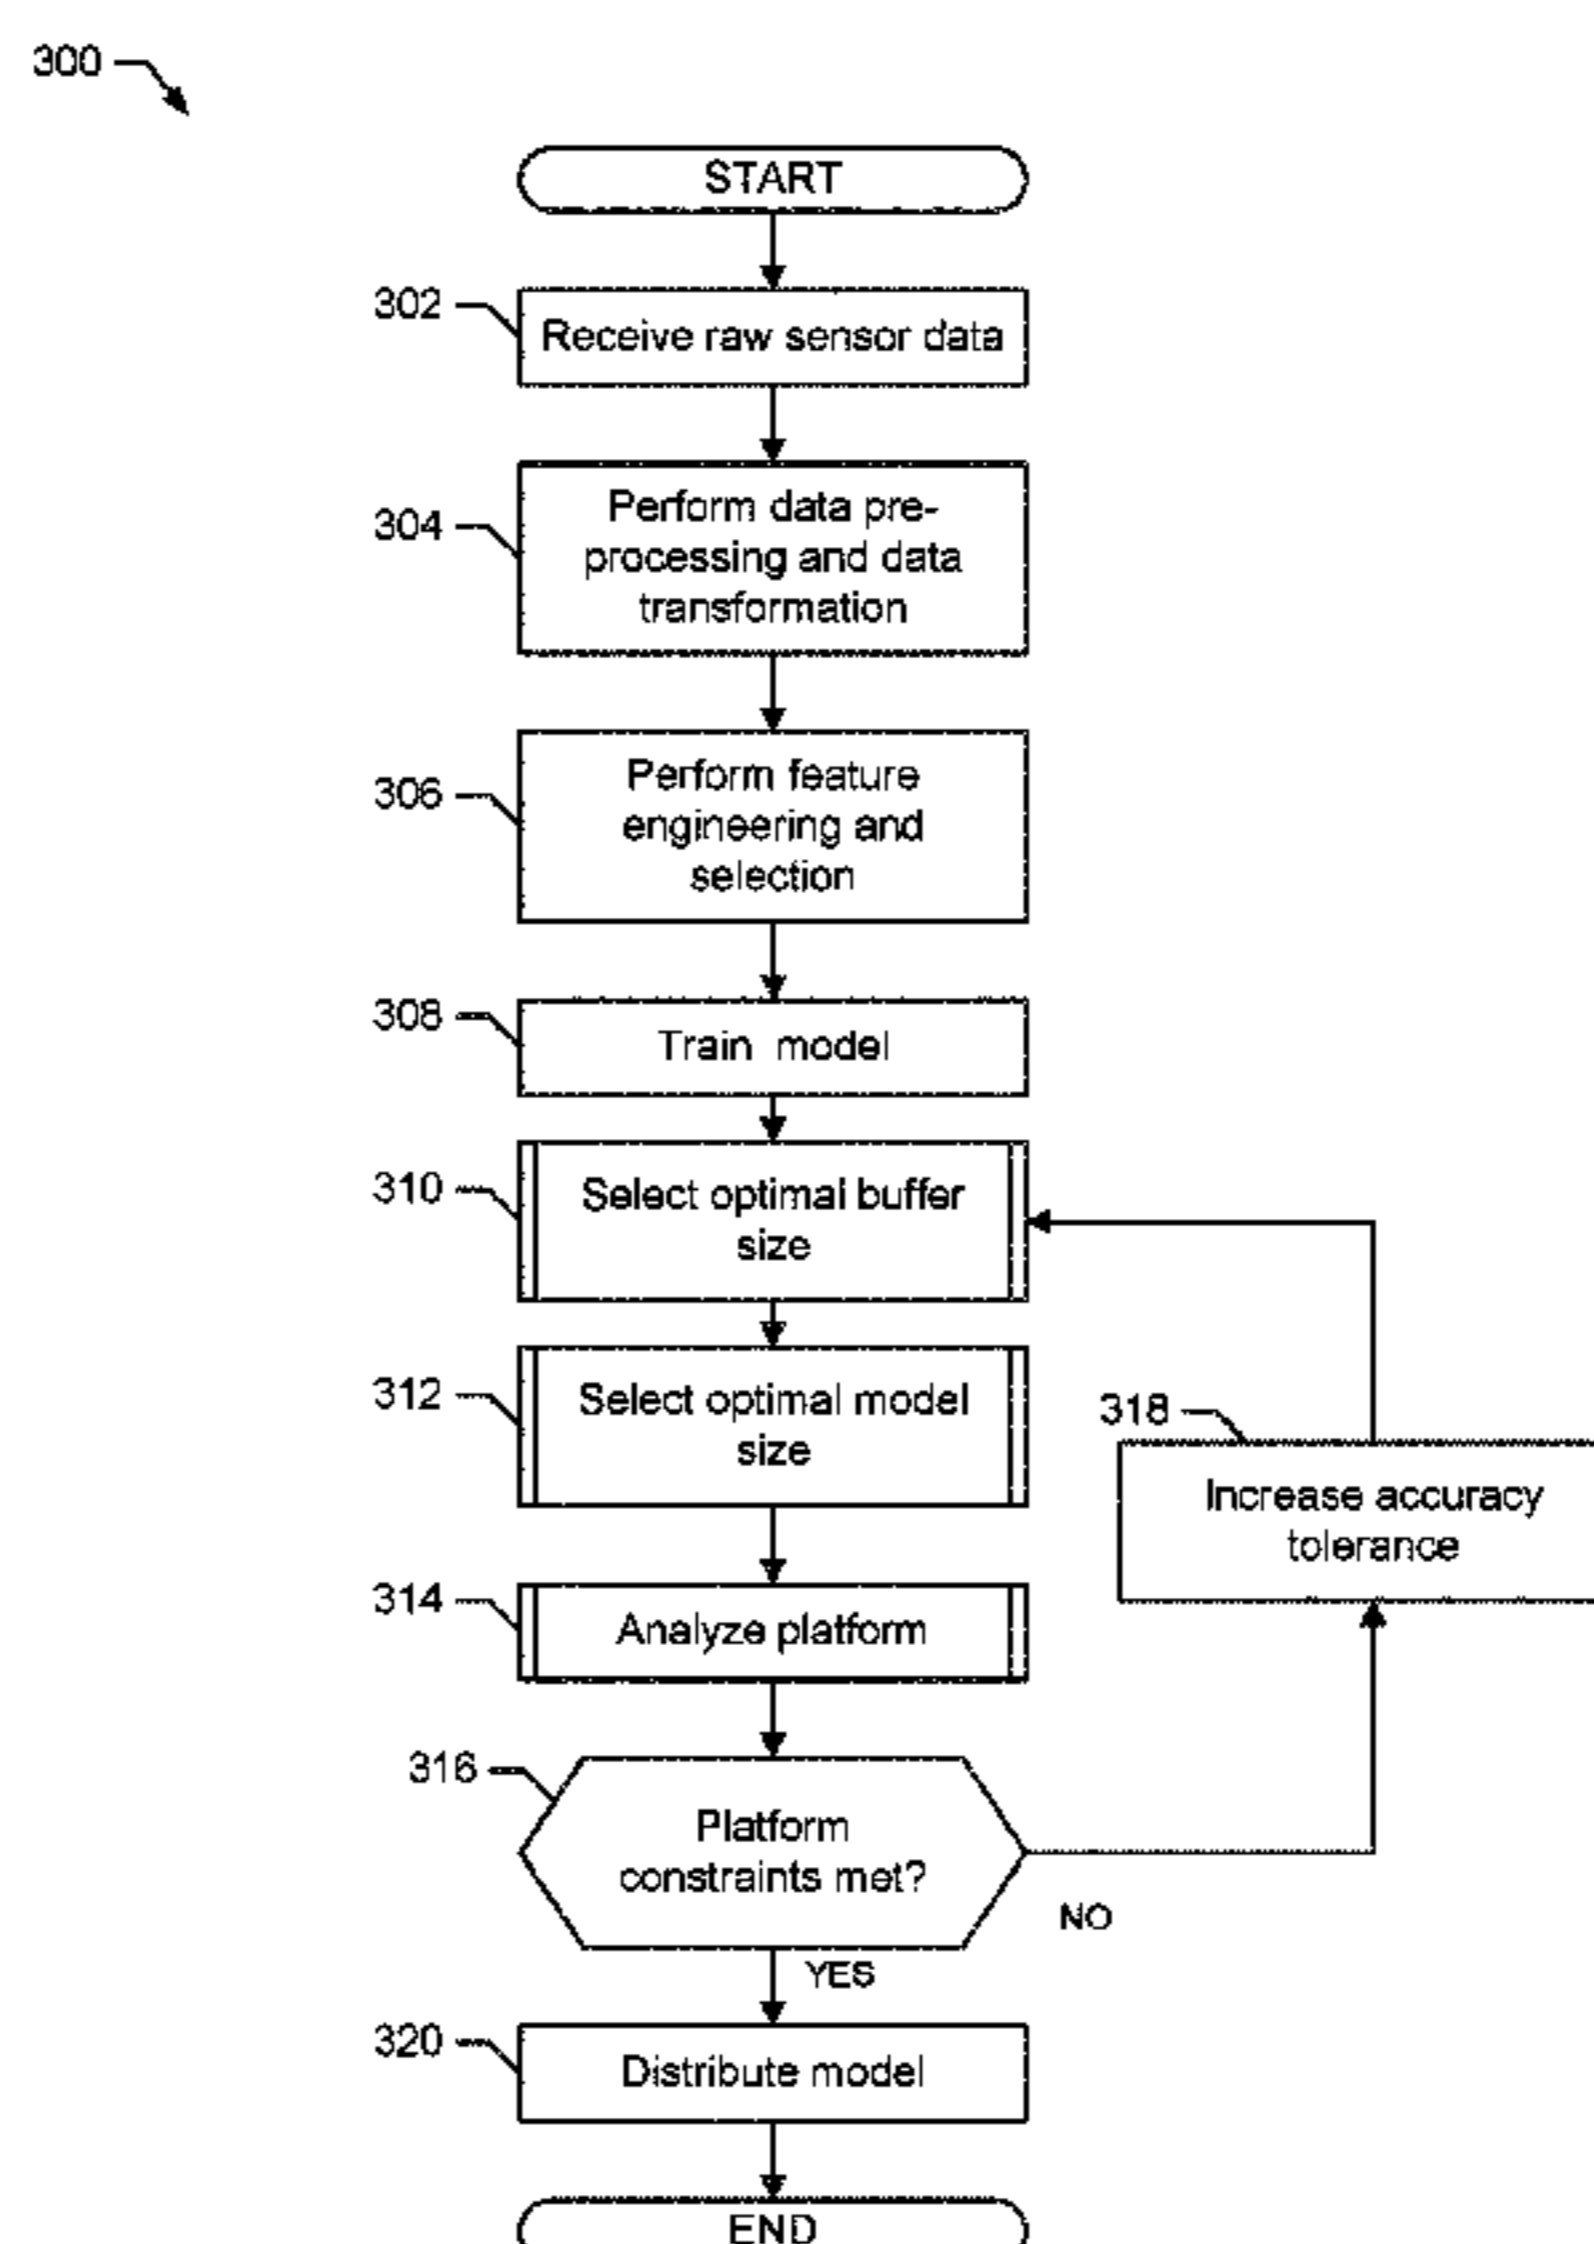 300
START
302
Receive raw sensor data
304
Perform data pre-
processing and data
transformation
306
Perform feature
engineering and
selection
308
Train model
310
Select optimal buffer
size
312
Select optimal model
size
318
Increase accuracy
tolerance
314
Analyze platform
316
Platform
constraints met?
NO
YES
320
Distribute model
END